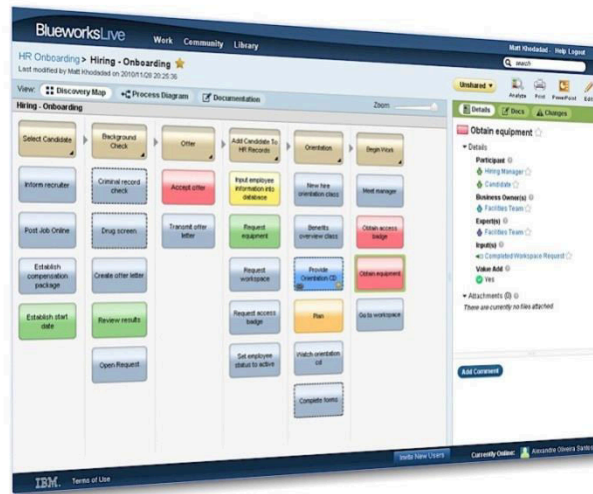 BlueworksLive
Work Community Library
Matt Khodadad Help Logout
HR Onboarding > Hiring - Onboarding
search
Last modified by Matt Khodadad on 2010/11/28 20:25:36
Unshared
Analyze Print PowerPoint Edit
View: Discovery Map Process Diagram Documentation
Zoom
Details Docs Changes
Hiring - Onboarding
Select Candidate
Background
Check
Offer
Add Candidate To
HR Records
Orientation
Begin Work
Inform recruiter
Criminal record
check
Accept offer
Input employee
information into
database
New hire
orientation class
Meet manager
Post Job Online
Drug screen
Transmit offer
letter
Request
equipment
Benefits
overview class
Obtain access
badge
Establish
compensation
package
Create offer letter
Request
workspace
Provide
Orientation CD
Obtain equipment
Establish start
date
Review results
Request access
badge
Plan
Go to workspace
Open Request
Set employee
status to active
Watch orientation
cd
Complete forms
Obtain equipment
Details
Participant
Hiring Manager
Candidate
Business Owner(s)
Facilities Team
Expert(s)
Facilities Team
Input(s)
Completed Workspace Request
Value Add
Yes
Attachments (0)
There are currently no files attached.
Add Comment
Invite New Users
Currently Online:
Alexandre Oliveira Santos
IBM. Terms of Use